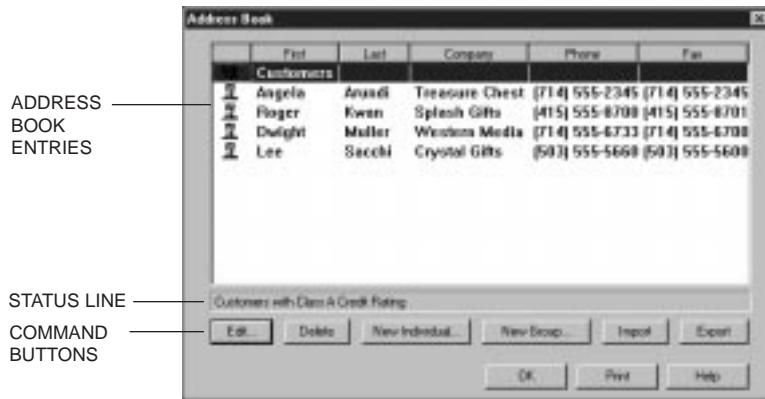 Address Book
First Last Company Phone Fax
Customers
Angela Arundi Treasure Chest (714) 555-2345 (714) 555-2345
Roger Kwan Splash Gifts (415) 555-8700 (415) 555-8701
Dwight Muller Western Media (714) 555-6733 (714) 555-6700
Lee Sacchi Crystal Gifts (503) 555-5660 (503) 555-5600
ADDRESS
BOOK
ENTRIES
STATUS LINE
Customers with Class A Credit Rating
COMMAND
BUTTONS
Edit... Delete New Individual... New Group... Import Export
OK Print Help